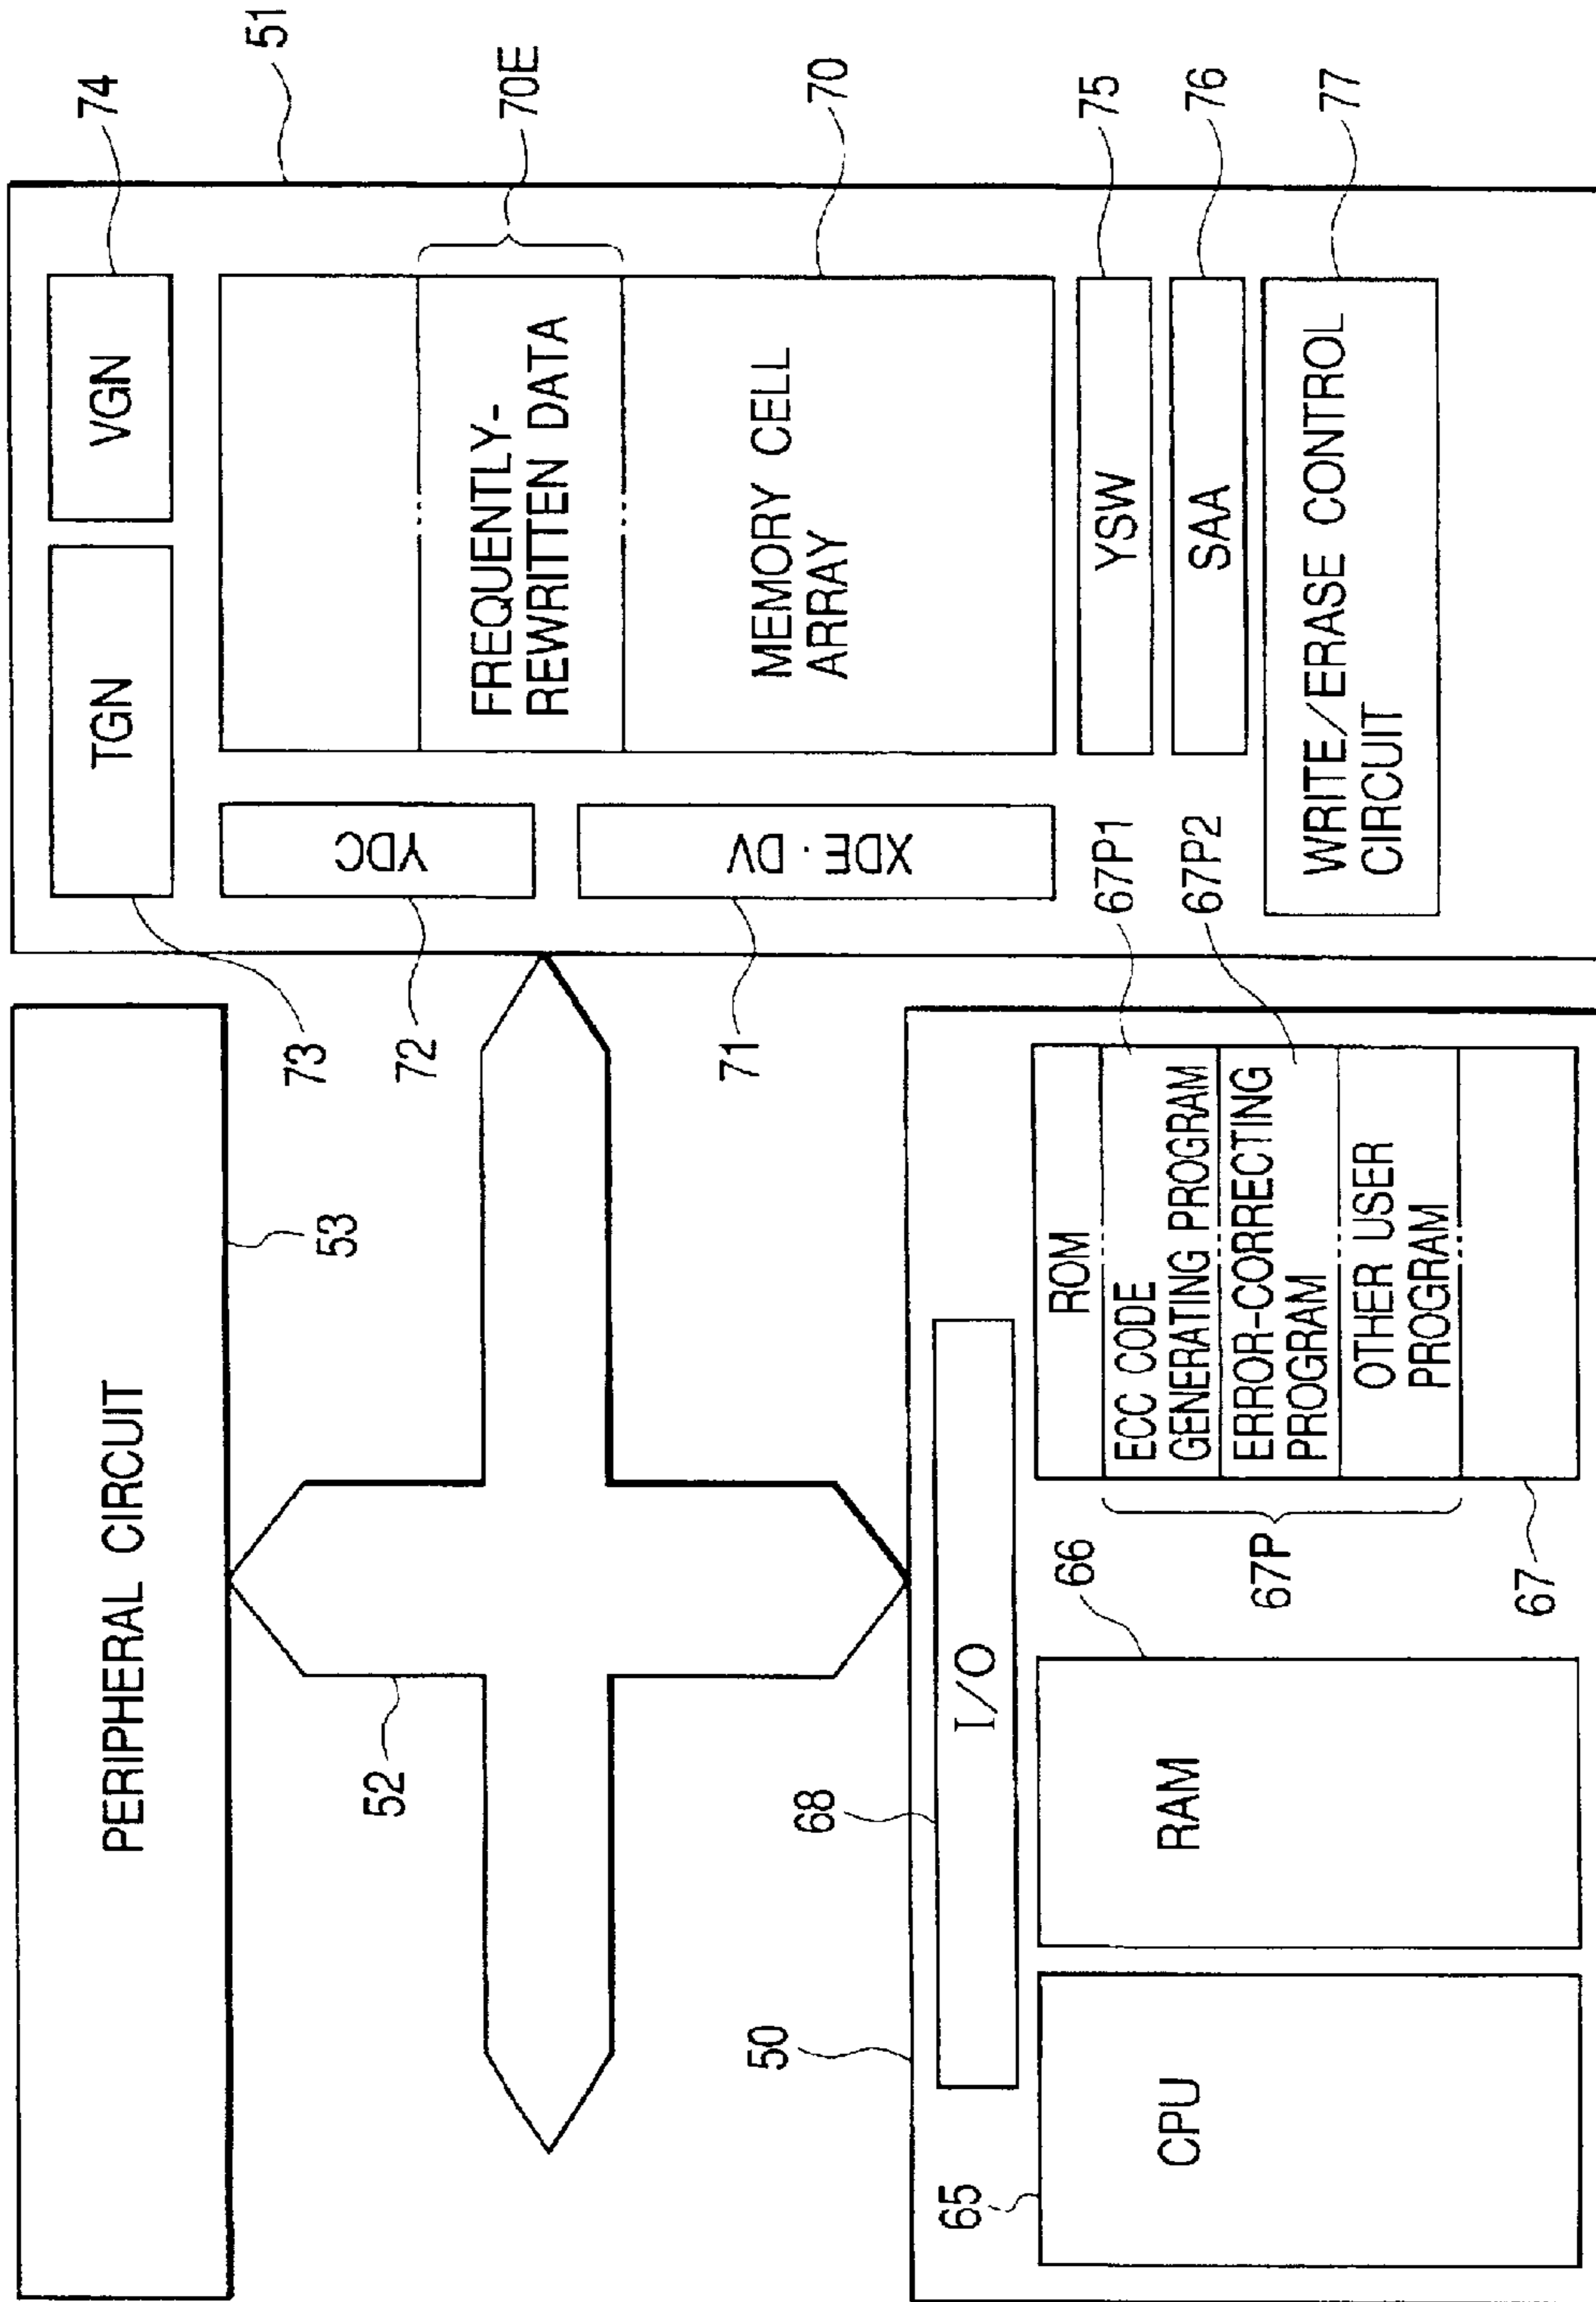 PERIPHERAL CIRCUIT
53
52
TGN
VGN
74
51
73
YDC
72
70E
FREQUENTLY-
REWRITTEN DATA
XDE·DV
71
MEMORY CELL
ARRAY
70
YSW
75
SAA
76
WRITE/ERASE CONTROL
CIRCUIT
77
50
68
I/O
65
CPU
66
RAM
67P1
67P2
ROM
ECC CODE
GENERATING PROGRAM
ERROR-CORRECTING
PROGRAM
OTHER USER
PROGRAM
67P
67